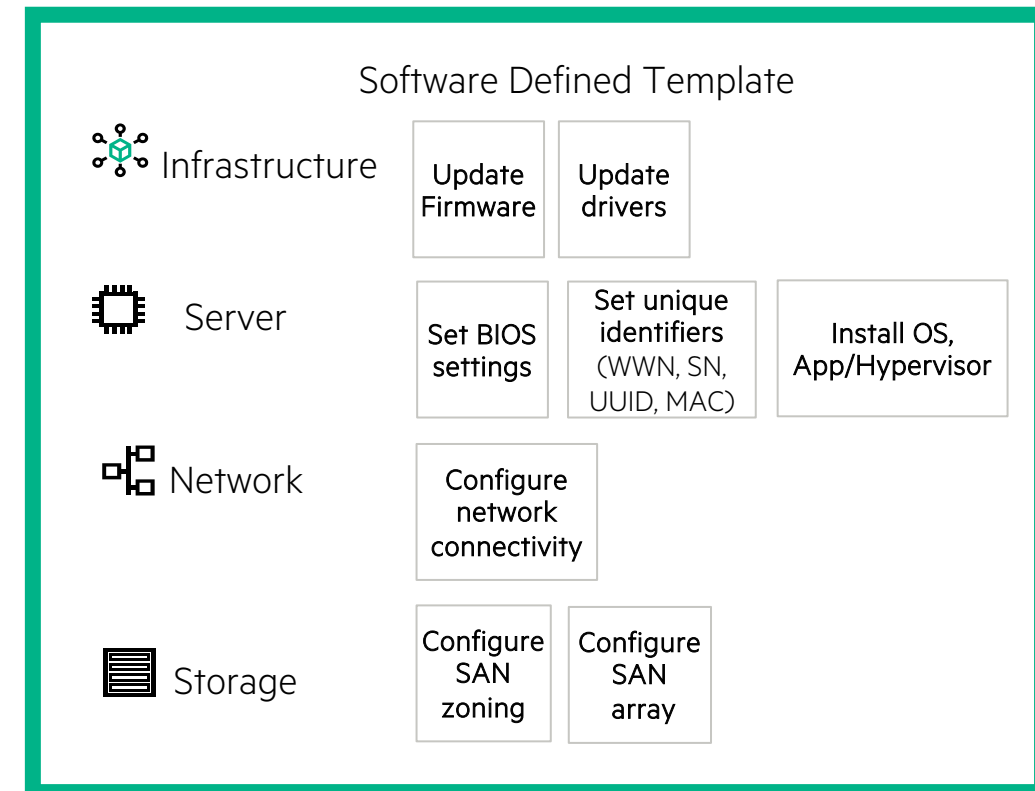 Software Defined Template
Infrastructure
Update
Firmware
Update
drivers
Server
Set BIOS
settings
Set unique
identifiers
(WWN, SN,
UUID, MAC)
Install OS,
App/Hypervisor
Network
Configure
network
connectivity
Storage
Configure
SAN
zoning
Configure
SAN
array